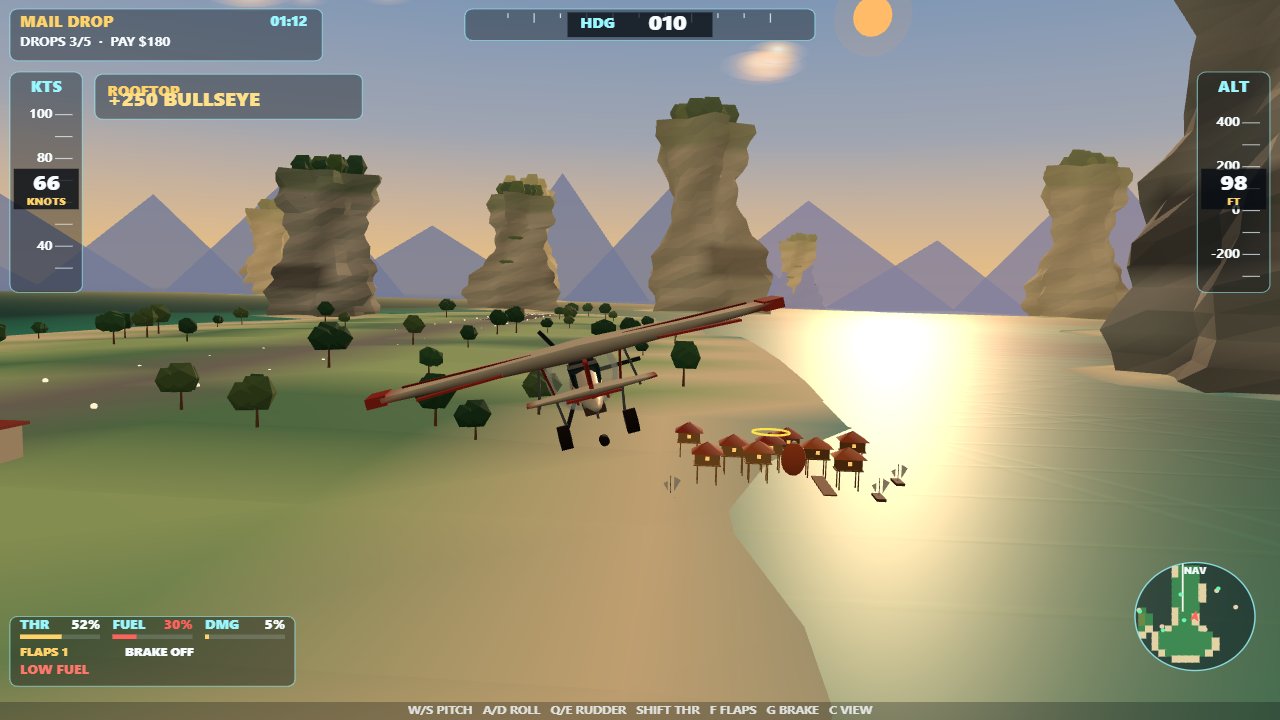 MAIL DROP 01:12
DROPS 3/5 · PAY $180
HDG 010
KTS
100
80
66
KNOTS
40
ROOFTOP
+250 BULLSEYE
ALT
400
200
98
FT
0
-200
NAV
THR 52% FUEL 30% DMG 5%
FLAPS 1 BRAKE OFF
LOW FUEL
W/S PITCH A/D ROLL Q/E RUDDER SHIFT THR F FLAPS G BRAKE C VIEW